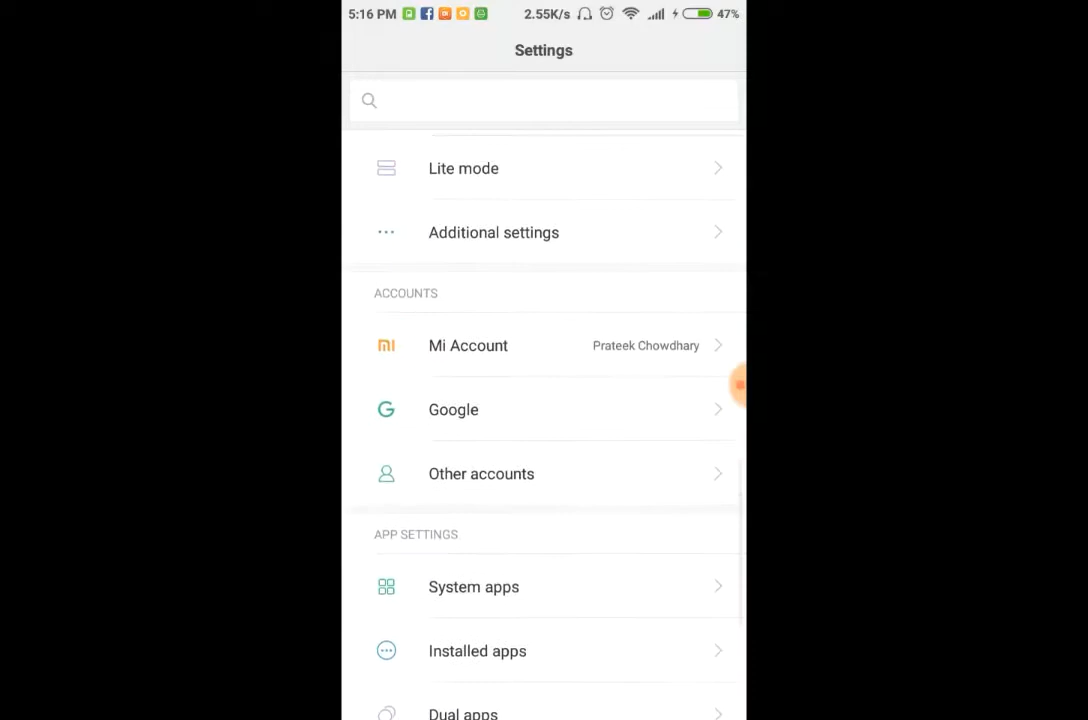 5:16 PM 2.55K/s 47%
Settings
Lite mode
Additional settings
ACCOUNTS
Mi Account Prateek Chowdhary
Google
Other accounts
APP SETTINGS
System apps
Installed apps
Dual apps